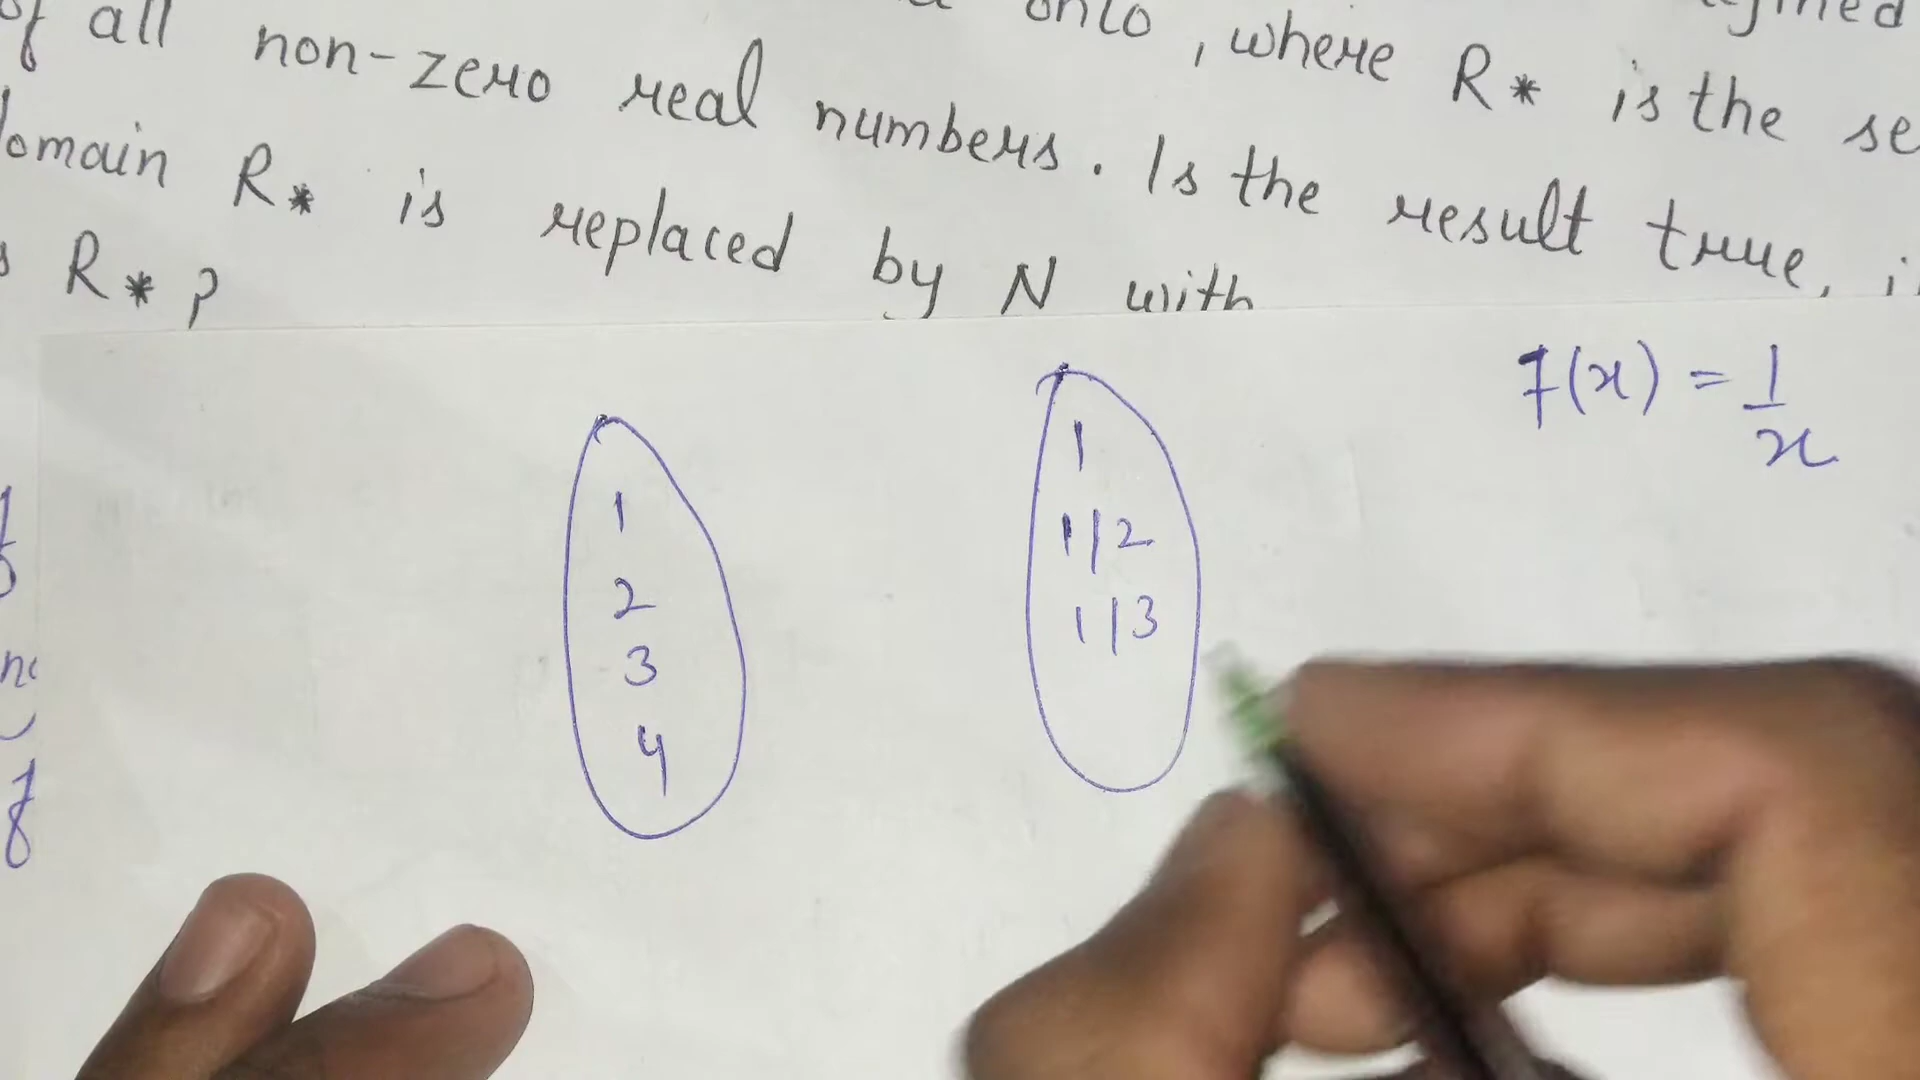 of all onto, where R* is the
non-zero real numbers. Is the result true,
domain R* is replaced by N with
R*?
f(x) = 1/x
1
2
3
4
1
1/2
1/3